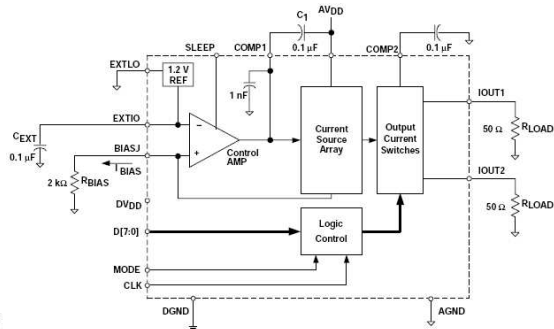 C1
AVDD
SLEEP
COMP1
0.1 µF
COMP2
0.1 µF
EXTLO
1.2 V
REF
1 nF
IOUT1
EXTIO
CEXT
0.1 µF
−
+
Control
AMP
Current
Source
Array
Output
Current
Switches
50 Ω
RLOAD
BIASJ
IBIAS
RBIAS
2 kΩ
IOUT2
DVDD
50 Ω
RLOAD
D[7:0]
Logic
Control
MODE
CLK
DGND
AGND